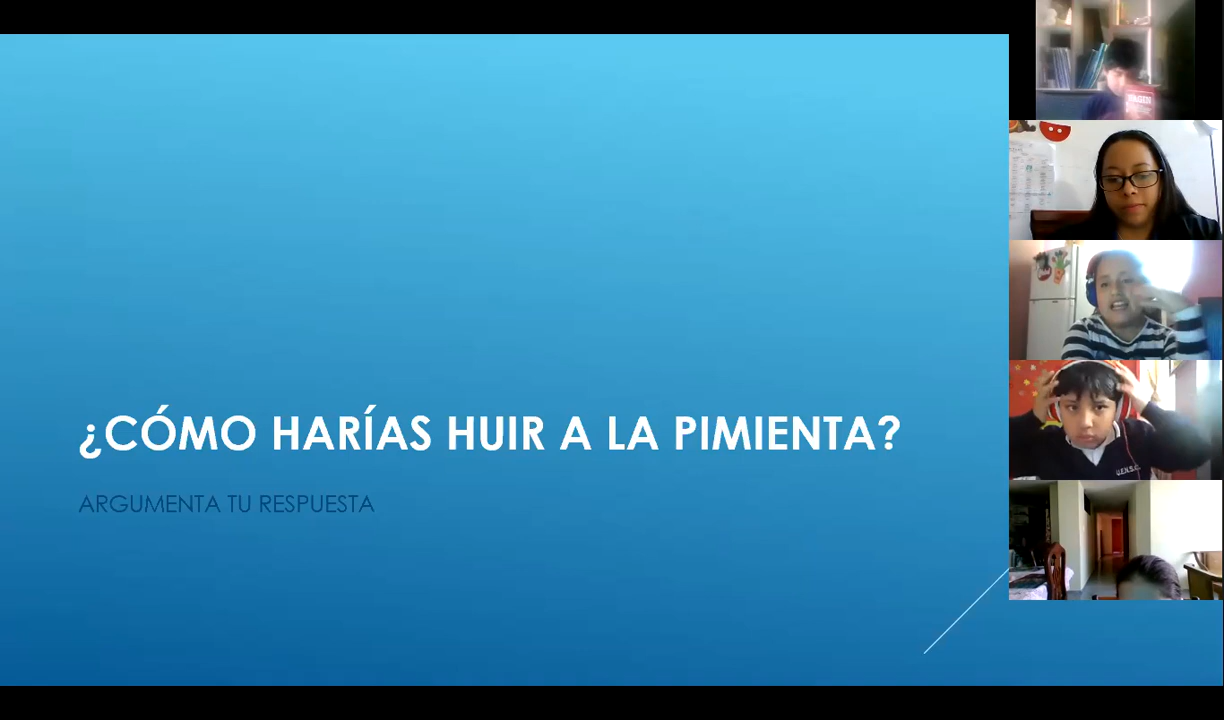 ¿CÓMO HARÍAS HUIR A LA PIMIENTA?
ARGUMENTA TU RESPUESTA